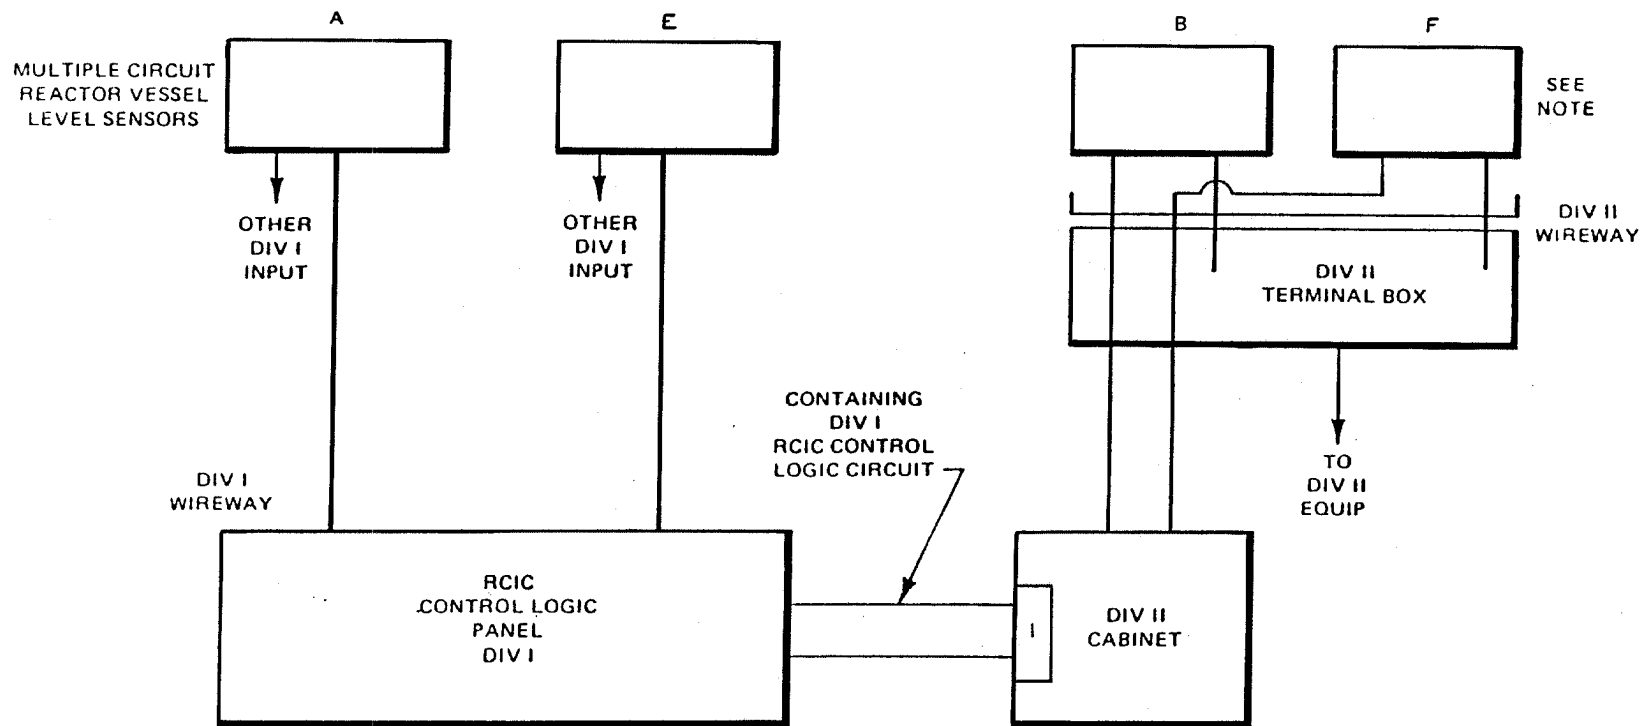 A
E
B
F
MULTIPLE CIRCUIT
REACTOR VESSEL
LEVEL SENSORS
SEE
NOTE
OTHER
DIV I
INPUT
OTHER
DIV I
INPUT
DIV II
WIREWAY
DIV II
TERMINAL BOX
CONTAINING
DIV I
RCIC CONTROL
LOGIC CIRCUIT
TO
DIV II
EQUIP
DIV I
WIREWAY
RCIC
CONTROL LOGIC
PANEL
DIV I
I
DIV II
CABINET